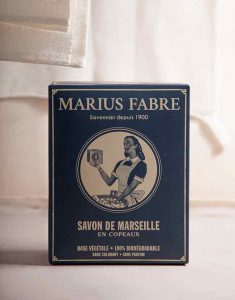 MARIUS FABRE
Savonnier depuis 1900
SAVON DE MARSEILLE
EN COPEAUX
BASE VÉGÉTALE • 100% BIODÉGRADABLE
SANS COLORANT • SANS PARFUM